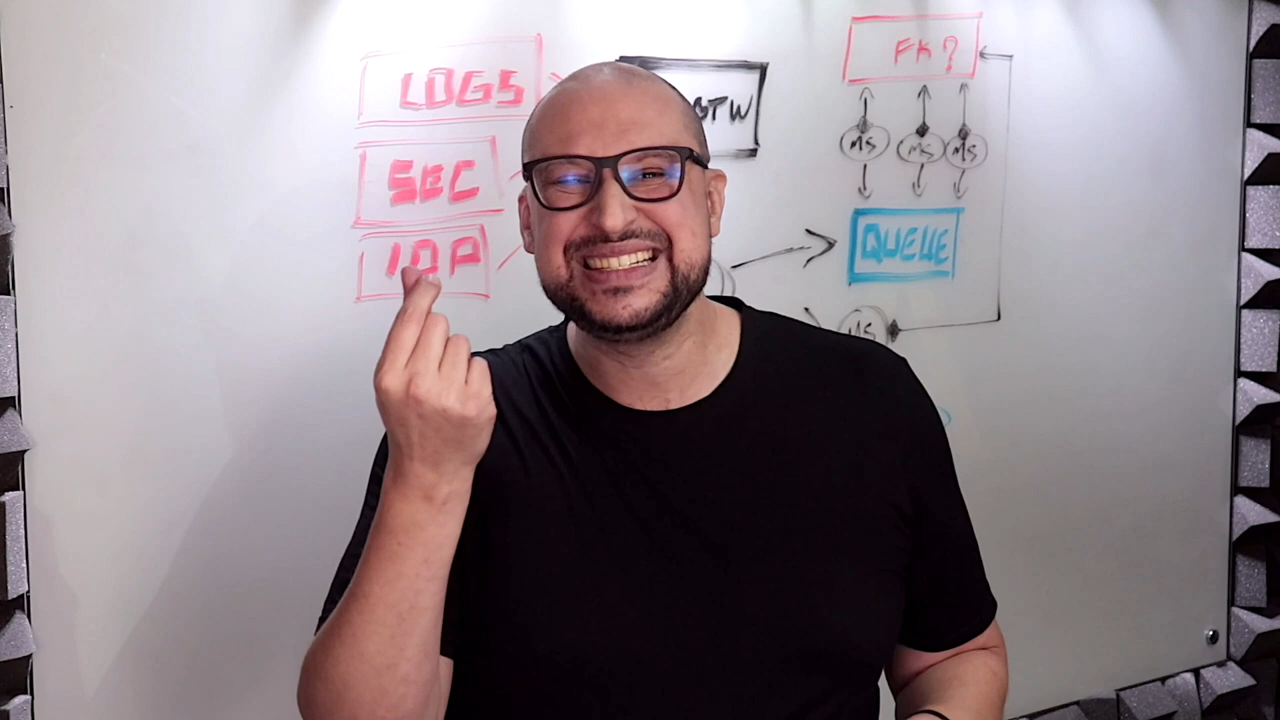 LOGS
SEC
IDP
GTW
FK?
MS MS MS
QUEUE
MS